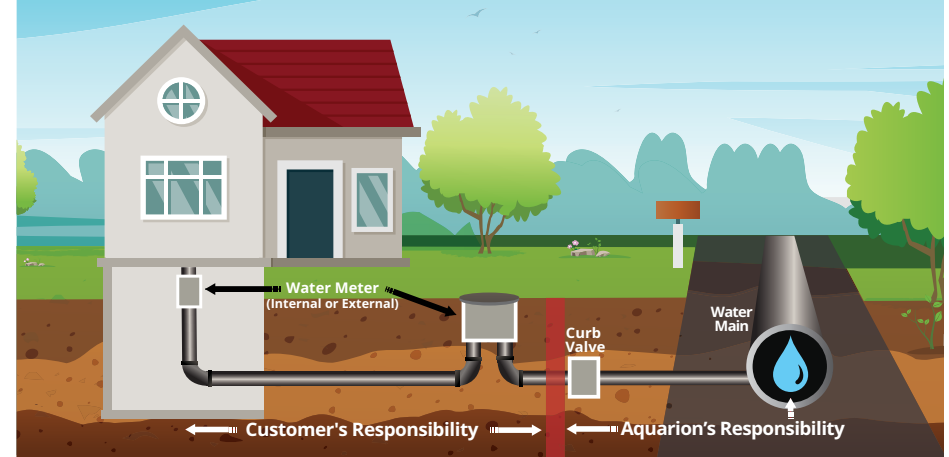 Water Meter
(Internal or External)
Water
Main
Curb
Valve
Customer's Responsibility
Aquarion’s Responsibility